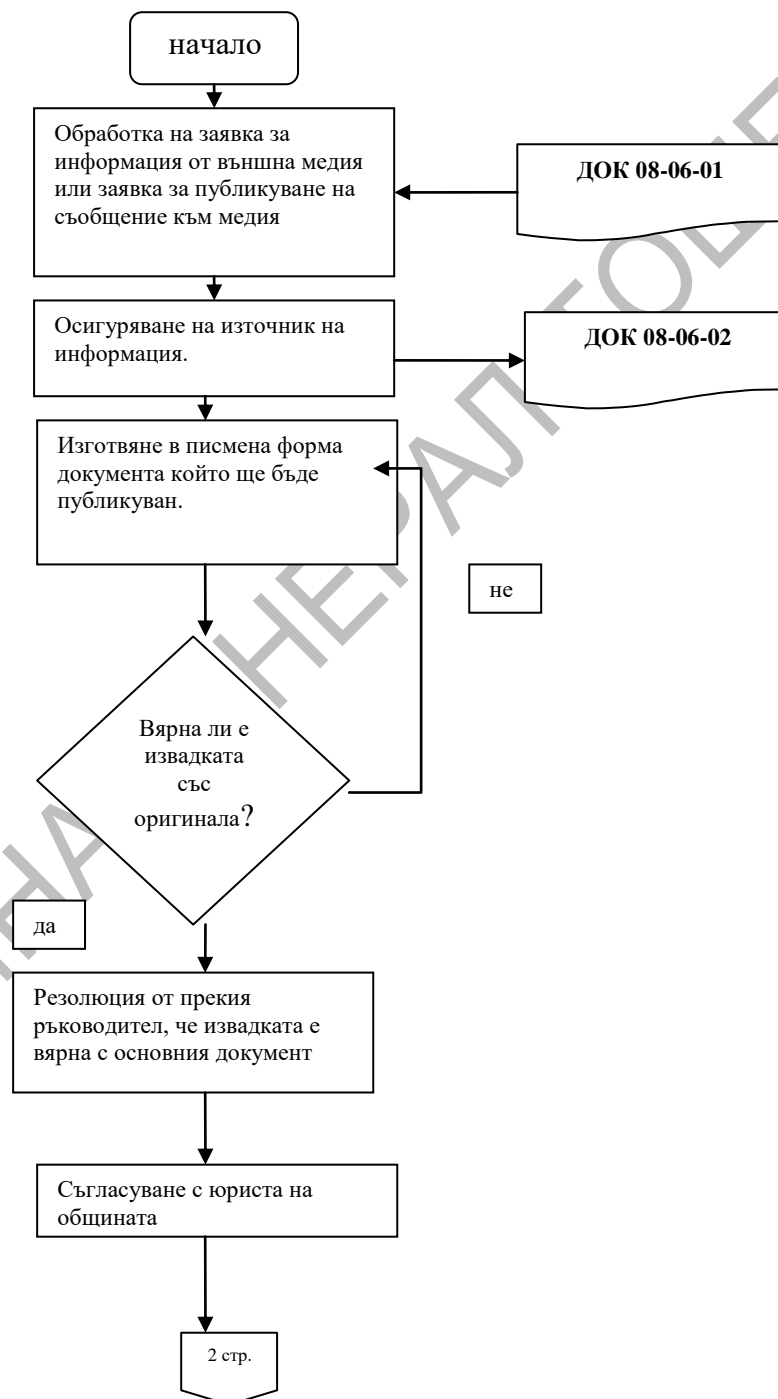 начало
Обработка на заявка за
информация от външна медия
или заявка за публикуване на
съобщение към медия
ДОК 08-06-01
Осигуряване на източник на
информация.
ДОК 08-06-02
Изготвяне в писмена форма
документа който ще бъде
публикуван.
не
Вярна ли е
извадката
със
оригинала?
да
Резолюция от прекия
ръководител, че извадката е
вярна с основния документ
Съгласуване с юриста на
общината
2 стр.